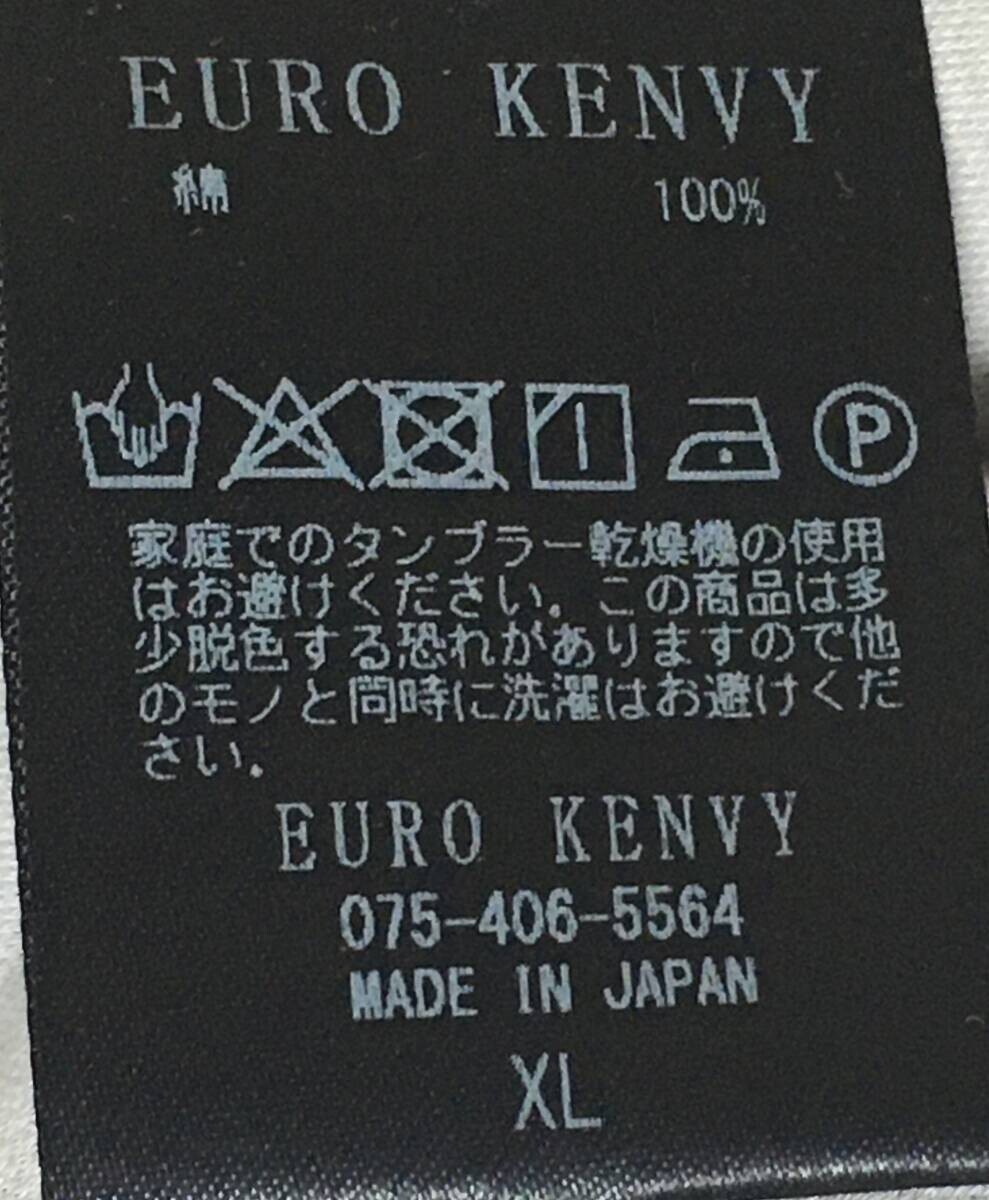 EURO KENVY
綿 100%
P
家庭でのタンブラー乾燥機の使用
はお避けください。この商品は多
少脱色する恐れがありますので他
のモノと同時に洗濯はお避けくだ
さい。
EURO KENVY
075-406-5564
MADE IN JAPAN
XL